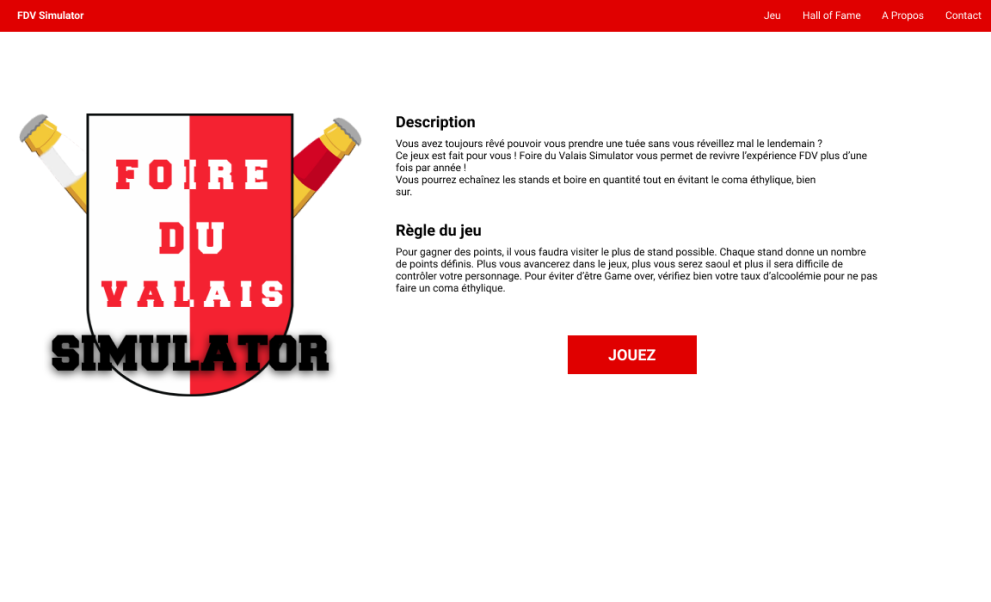 FDV Simulator
Jeu
Hall of Fame
A Propos
Contact
FOIRE
DU
VALAIS
SIMULATOR
Description
Vous avez toujours rêvé pouvoir vous prendre une tuée sans vous réveillez mal le lendemain ?
Ce jeux est fait pour vous ! Foire du Valais Simulator vous permet de revivre l'expérience FDV plus d'une
fois par année !
Vous pourrez echaînez les stands et boire en quantité tout en évitant le coma éthylique, bien
sur.
Règle du jeu
Pour gagner des points, il vous faudra visiter le plus de stand possible. Chaque stand donne un nombre
de points définis. Plus vous avancerez dans le jeux, plus vous serez saoul et plus il sera difficile de
contrôler votre personnage. Pour éviter d'être Game over, vérifiez bien votre taux d'alcoolémie pour ne pas
faire un coma éthylique.
JOUEZ